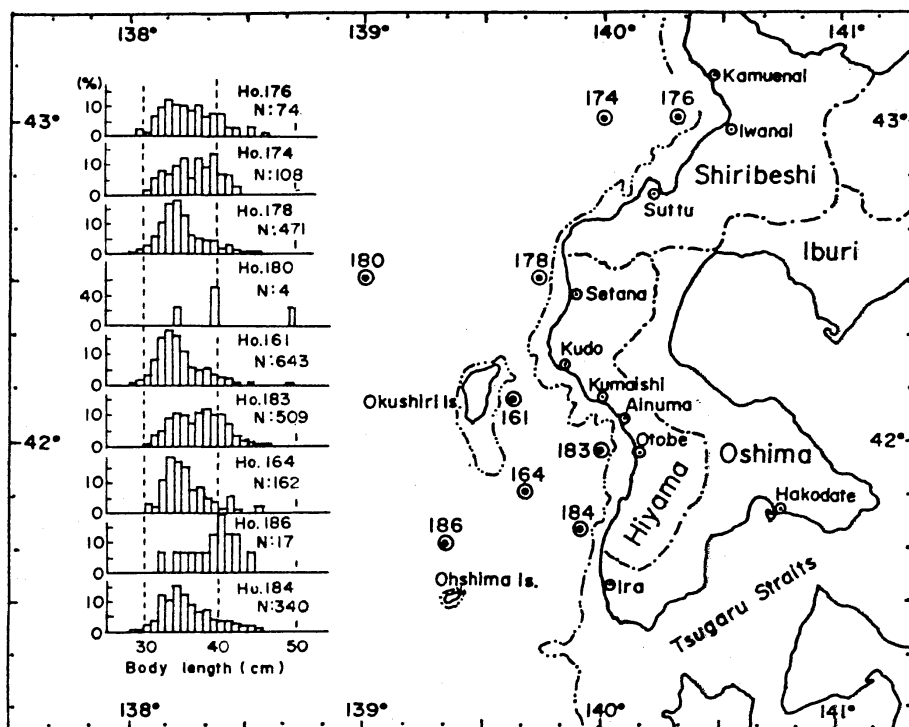 138° 139° 140° 141°
(%)
10
0
Ho.176
N:74
10
0
Ho.174
N:108
10
0
Ho.178
N:471
40
0
Ho.180
N:4
10
0
Ho.161
N:643
10
0
Ho.183
N:509
10
0
Ho.164
N:162
10
0
Ho.186
N:17
10
0
Ho.184
N:340
30 40 50
Body length (cm)
43° 43°
42° 42°
174
176
180
178
161
183
164
186
184
Kamuenai
Iwanai
Shiribeshi
Suttu
Iburi
Setana
Kudo
Kumaishi
Ainuma
Okushiri Is.
Otobe
Oshima
Hiyama
Hakodate
Ohshima Is.
Ira
Tsugaru Straits
138° 139° 140° 141°